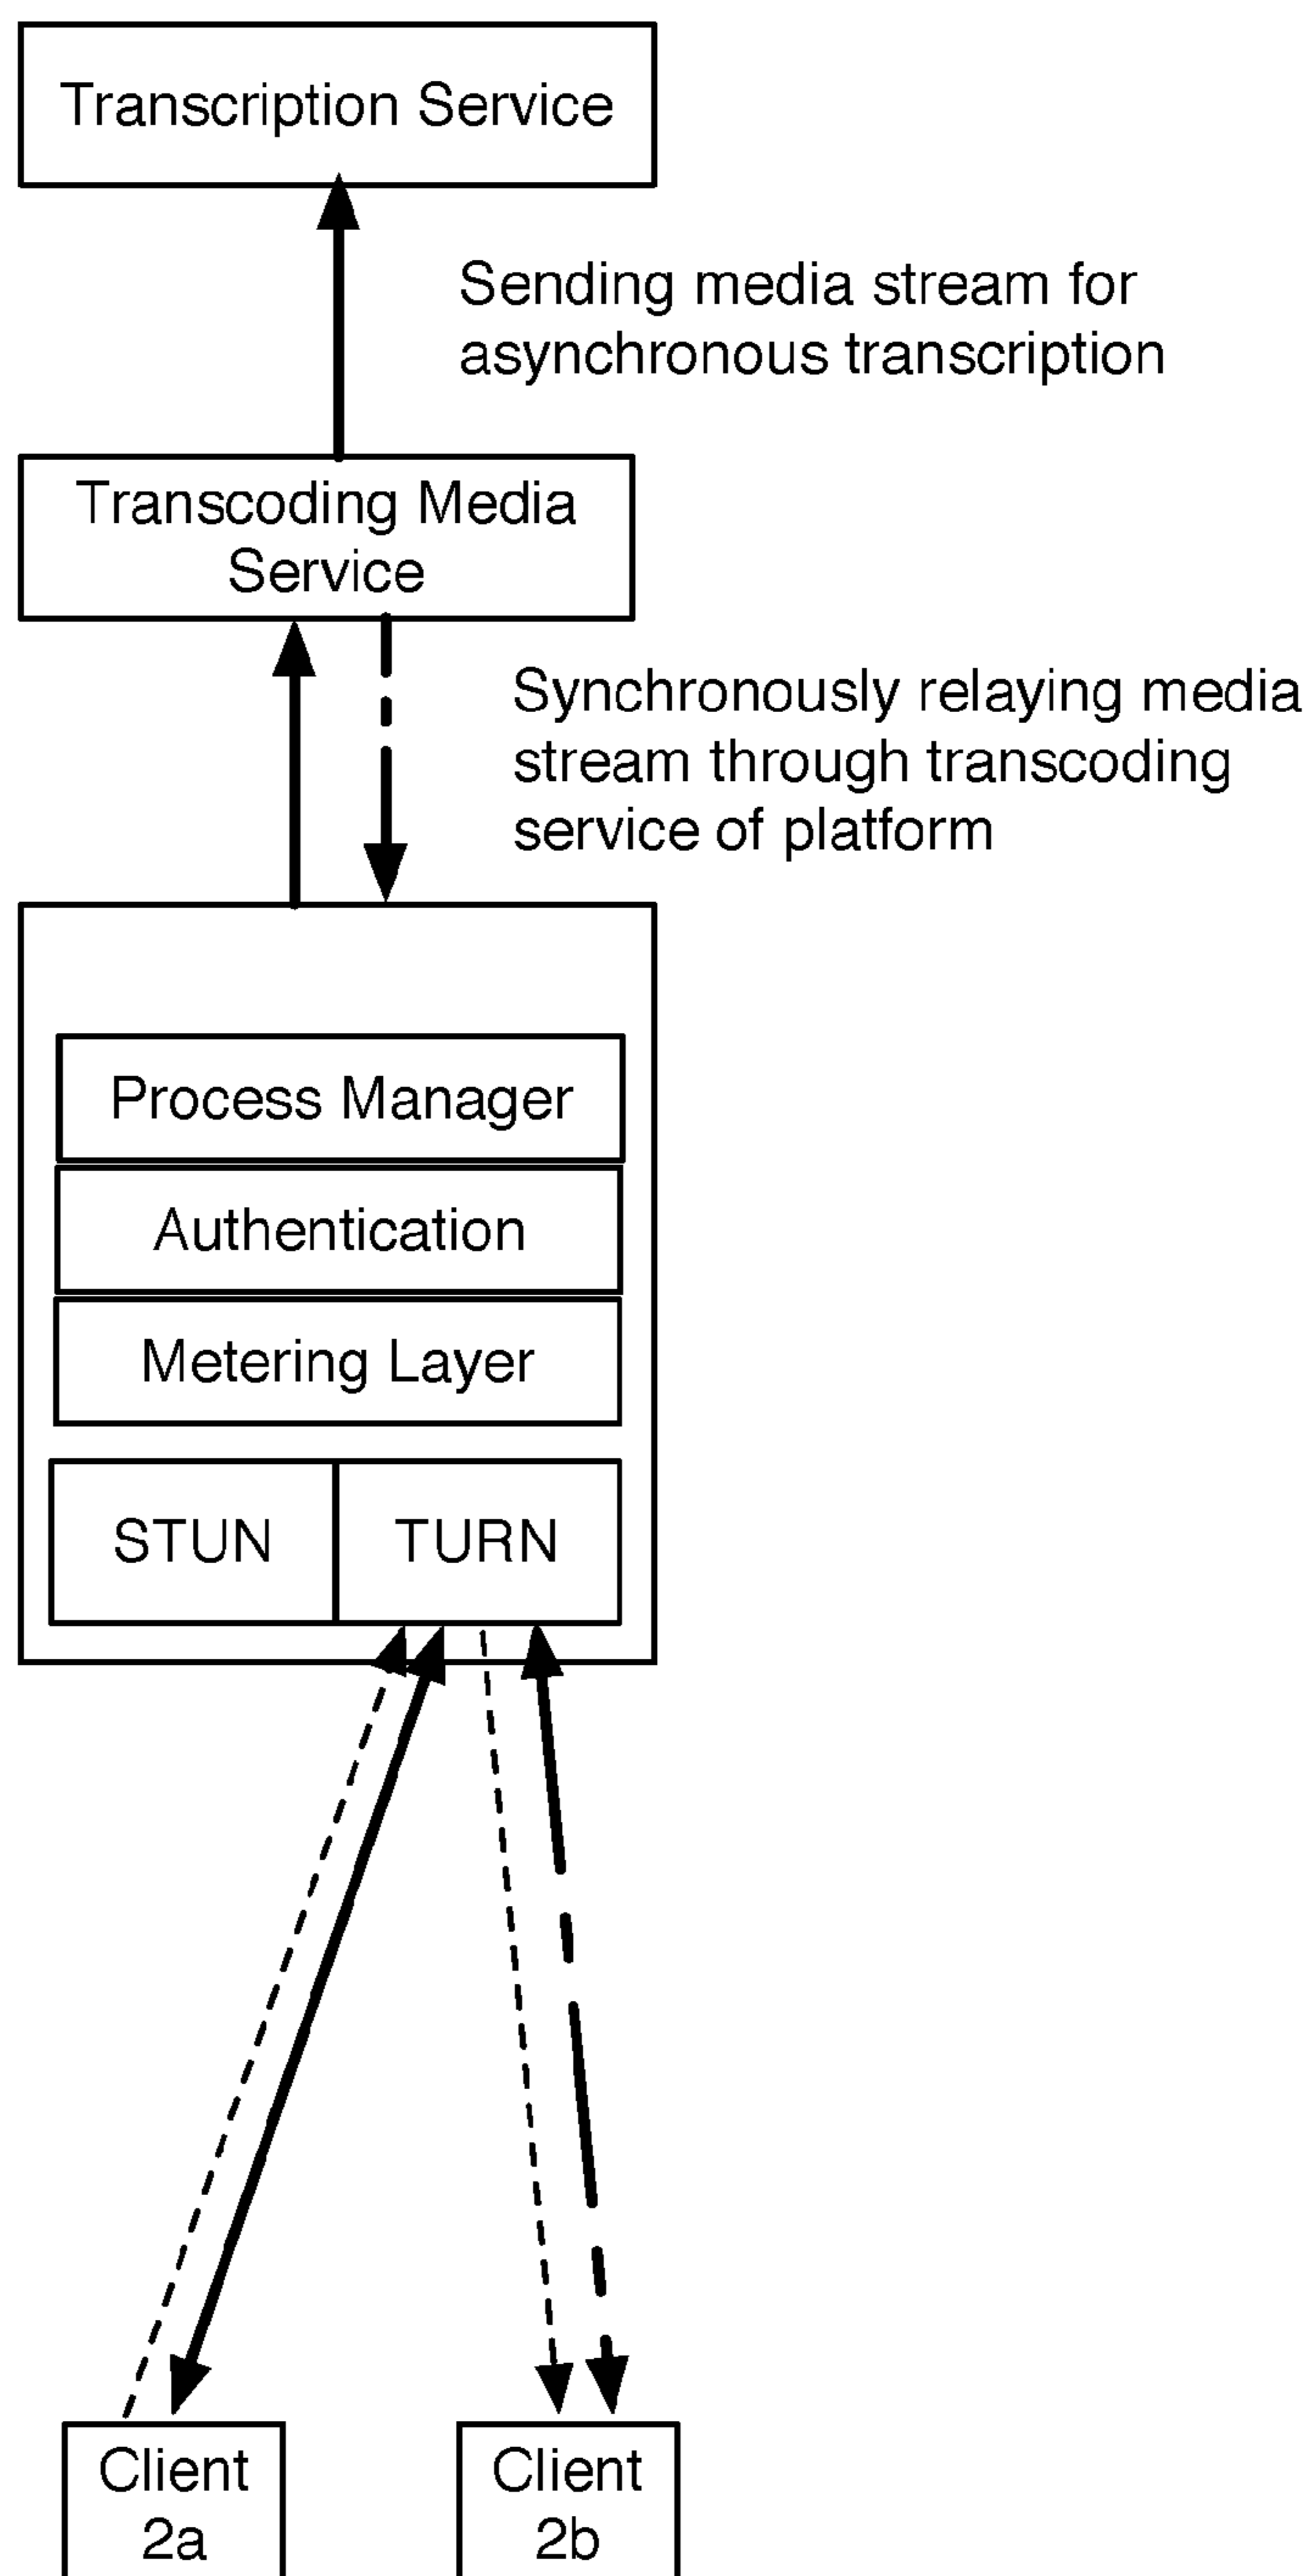 Transcription Service
Sending media stream for
asynchronous transcription
Transcoding Media
Service
Synchronously relaying media
stream through transcoding
service of platform
Process Manager
Authentication
Metering Layer
STUN
TURN
Client
2a
Client
2b